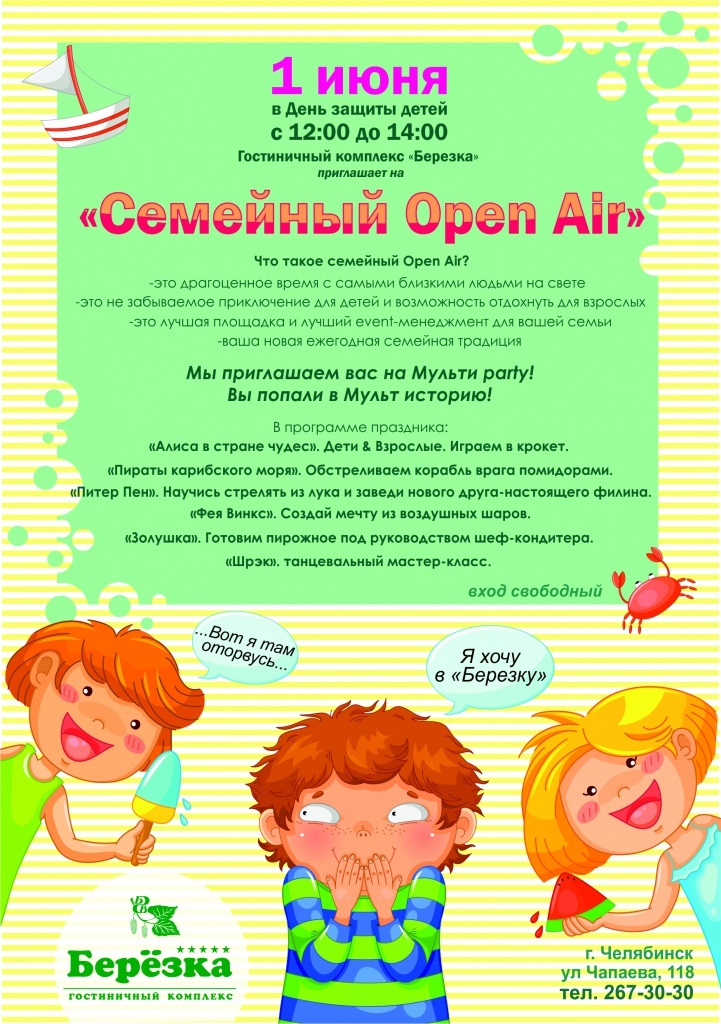 1 июня
в День защиты детей
с 12:00 до 14:00
Гостиничный комплекс «Березка»
приглашает на
«Семейный Open Air»
Что такое семейный Open Air?
-это драгоценное время с самыми близкими людьми на свете
-это не забываемое приключение для детей и возможность отдохнуть для взрослых
-это лучшая площадка и лучший event-менеджмент для вашей семьи
-ваша новая ежегодная семейная традиция
Мы приглашаем вас на Мульти party!
Вы попали в Мульт историю!
В программе праздника:
«Алиса в стране чудес». Дети & Взрослые. Играем в крокет.
«Пираты карибского моря». Обстреливаем корабль врага помидорами.
«Питер Пен». Научись стрелять из лука и заведи нового друга-настоящего филина.
«Фея Винкс». Создай мечту из воздушных шаров.
«Золушка». Готовим пирожное под руководством шеф-кондитера.
«Шрэк». танцевальный мастер-класс.
вход свободный
...Вот я там
оторвусь...
Я хочу
в «Березку»
Берёзка
гостиничный комплекс
г. Челябинск
ул Чапаева, 118
тел. 267-30-30